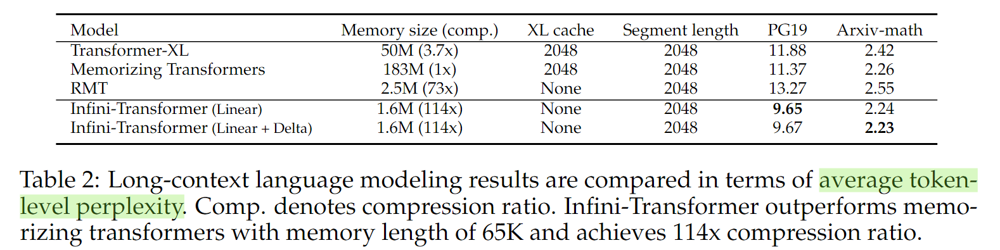 Model Memory size (comp.) XL cache Segment length PG19 Arxiv-math
Transformer-XL 50M (3.7x) 2048 2048 11.88 2.42
Memorizing Transformers 183M (1x) 2048 2048 11.37 2.26
RMT 2.5M (73x) None 2048 13.27 2.55
Infini-Transformer (Linear) 1.6M (114x) None 2048 9.65 2.24
Infini-Transformer (Linear + Delta) 1.6M (114x) None 2048 9.67 2.23
Table 2: Long-context language modeling results are compared in terms of average token-
level perplexity. Comp. denotes compression ratio. Infini-Transformer outperforms memo-
rizing transformers with memory length of 65K and achieves 114x compression ratio.